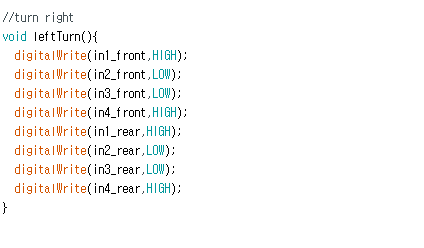 //turn right
void leftTurn(){
digitalWrite(in1_front,HIGH);
digitalWrite(in2_front,LOW);
digitalWrite(in3_front,LOW);
digitalWrite(in4_front,HIGH);
digitalWrite(in1_rear,HIGH);
digitalWrite(in2_rear,LOW);
digitalWrite(in3_rear,LOW);
digitalWrite(in4_rear,HIGH);
}